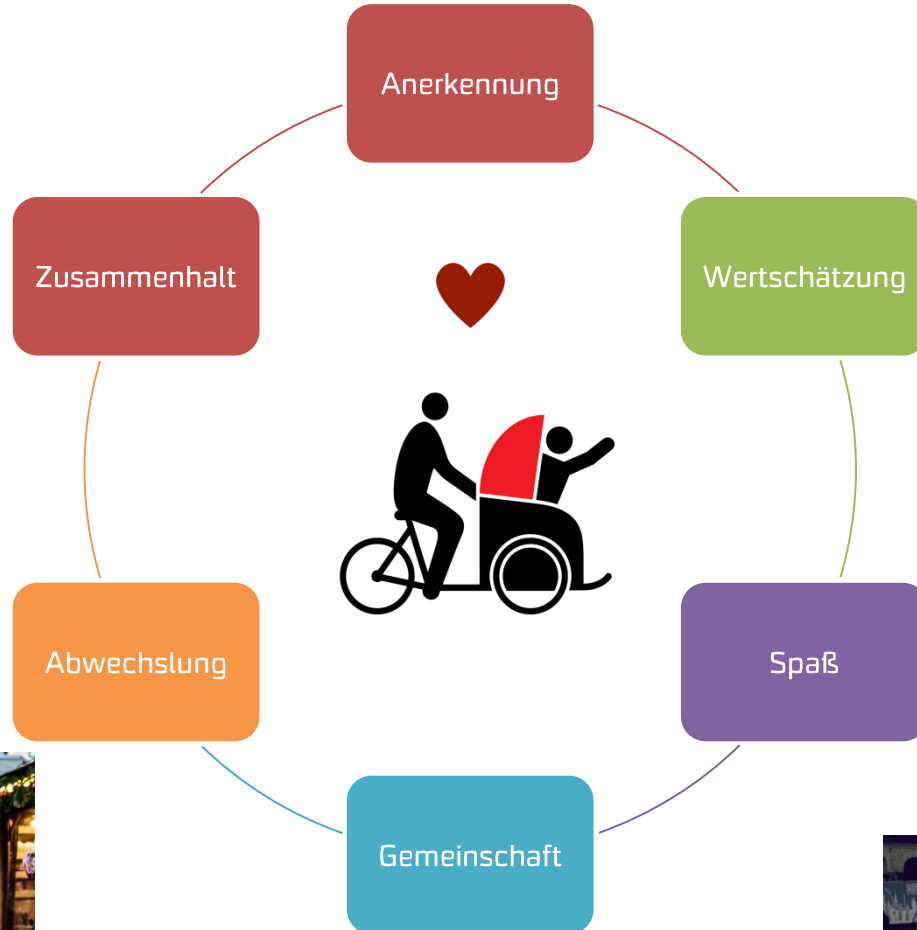 Anerkennung
Wertschätzung
Spaß
Gemeinschaft
Abwechslung
Zusammenhalt